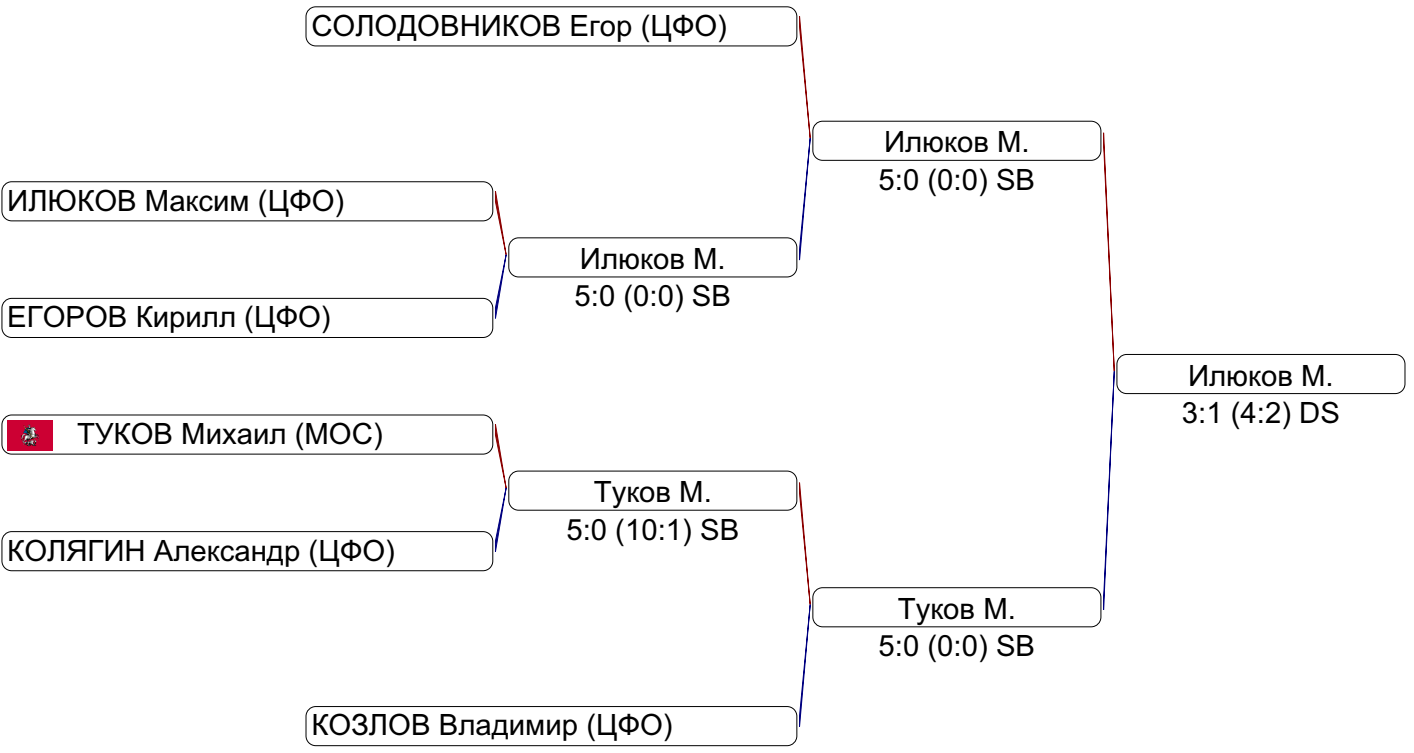 СОЛОДОВНИКОВ Егор (ЦФО)
Илюков М.
5:0 (0:0) SB
ИЛЮКОВ Максим (ЦФО)
Илюков М.
5:0 (0:0) SB
ЕГОРОВ Кирилл (ЦФО)
Илюков М.
3:1 (4:2) DS
ТУКОВ Михаил (МОС)
Туков М.
5:0 (10:1) SB
КОЛЯГИН Александр (ЦФО)
Туков М.
5:0 (0:0) SB
КОЗЛОВ Владимир (ЦФО)